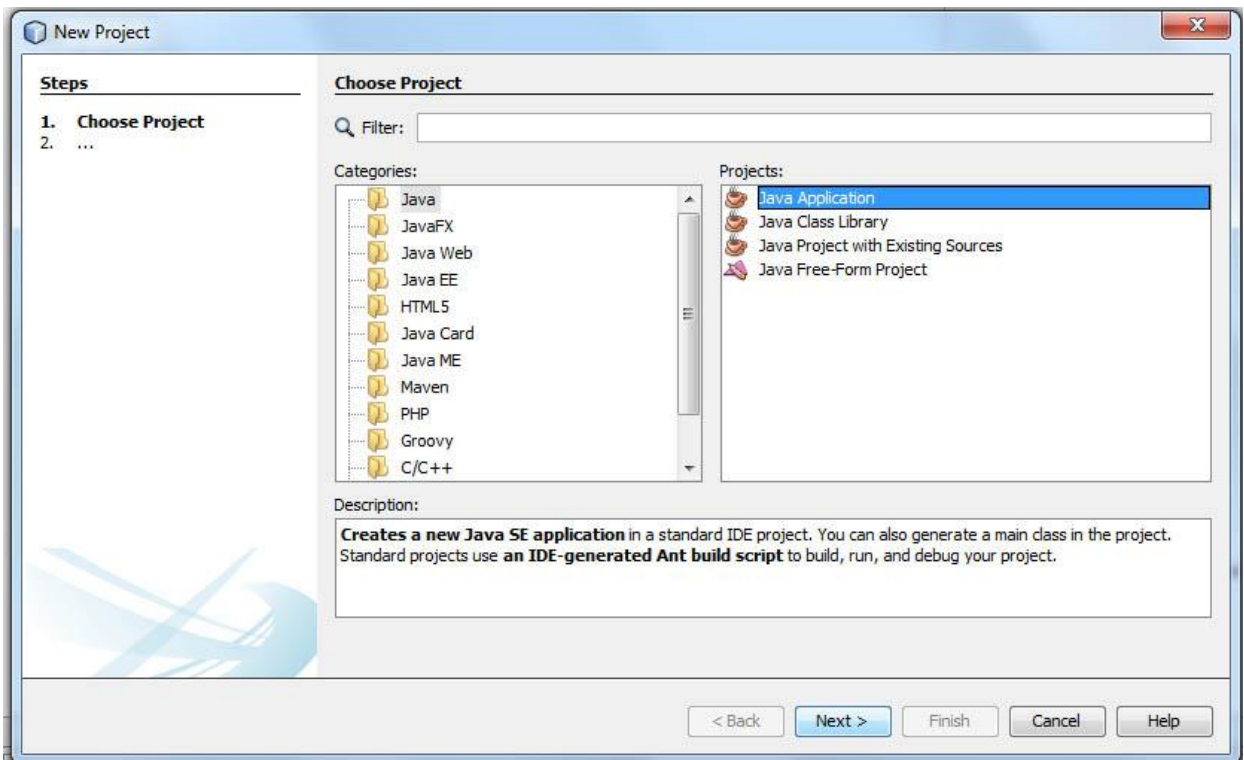 New Project
Steps
1. Choose Project
2. ...
Choose Project
Filter:
Categories:
Java
JavaFX
Java Web
Java EE
HTML5
Java Card
Java ME
Maven
PHP
Groovy
C/C++
Projects:
Java Application
Java Class Library
Java Project with Existing Sources
Java Free-Form Project
Description:
Creates a new Java SE application in a standard IDE project. You can also generate a main class in the project.
Standard projects use an IDE-generated Ant build script to build, run, and debug your project.
< Back Next > Finish Cancel Help